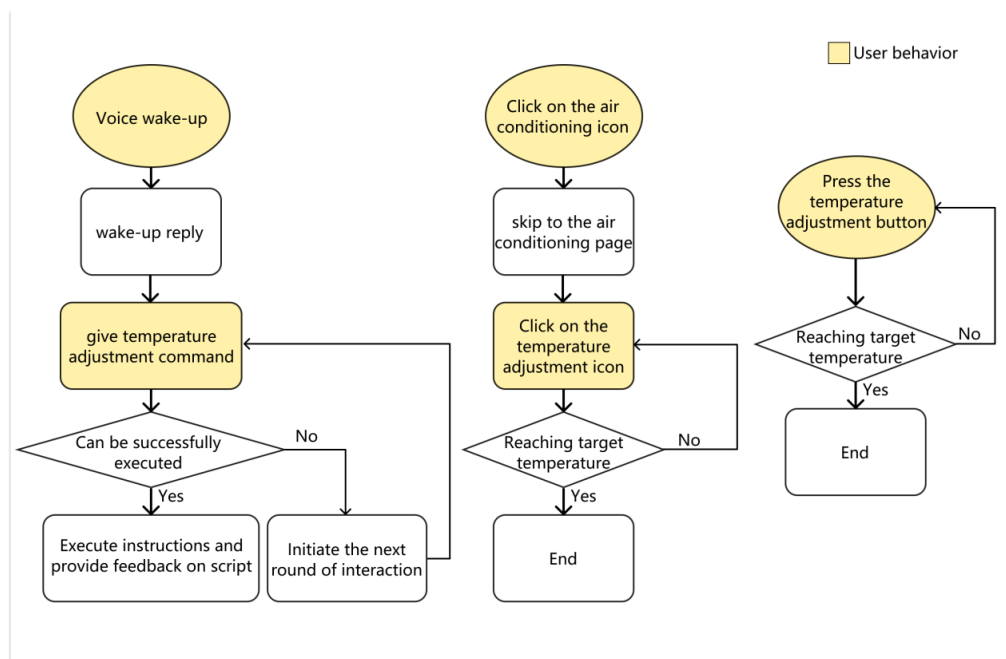 User behavior
Voice wake-up
wake-up reply
give temperature
adjustment command
Can be successfully
executed
No
Yes
Execute instructions and
provide feedback on script
Initiate the next
round of interaction
Click on the air
conditioning icon
skip to the air
conditioning page
Click on the
temperature
adjustment icon
Reaching target
temperature
No
Yes
End
Press the
temperature
adjustment button
Reaching target
temperature
No
Yes
End